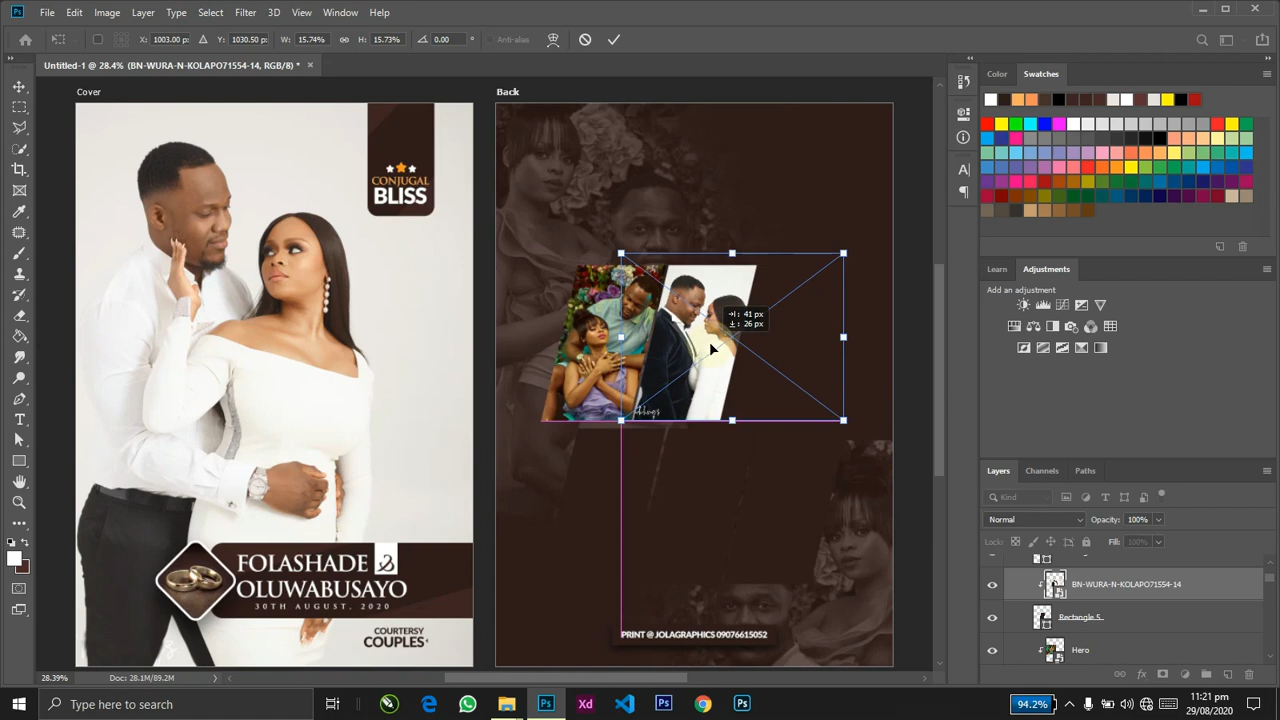 File Edit Image Layer Type Select Filter 3D View Window Help
X: 1003.00 p: Y: 1030.50 p: W: 15.74% H: 15.73% 0.00 ° Anti-alias
Untitled-1 @ 28.4% (BN-WURA-N-KOLAPO71554-14, RGB/8) * ×
Cover
Back
CONJUGAL
BLISS
FOLASHADE &
OLUWABUSAYO
30TH AUGUST, 2020
COURTERSY
COUPLES
41 px
26 px
PRINT @ JOLAGRAPHICS 09076615052
Color Swatches
Learn Adjustments
Add an adjustment
Layers Channels Paths
Kind
Normal Opacity: 100%
Lock: Fill: 100%
BN-WURA-N-KOLAPO71554-14
Rectangle 5
Hero
28.39% Doc: 28.1M/89.2M
Type here to search
94.2%
11:21 pm
29/08/2020